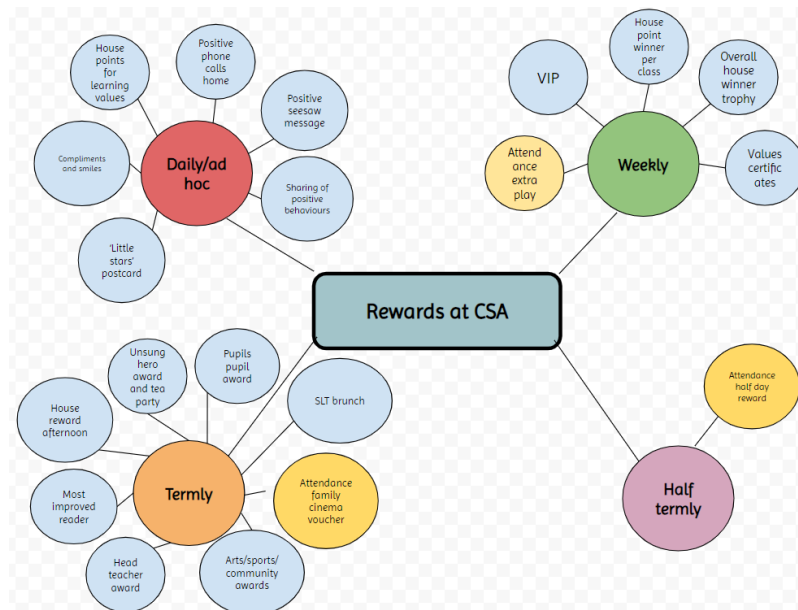 House
points
for
learning
values
Positive
phone
calls
home
Positive
seesaw
message
Compliments
and smiles
Daily/ad
hoc
Sharing of
positive
behaviours
'Little
stars'
postcard
VIP
House
point
winner
per
class
Overall
house
winner
trophy
Attend
ance
extra
play
Weekly
Values
certific
ates
Rewards at CSA
Unsung
hero
award
and tea
party
Pupils
pupil
award
SLT brunch
House
reward
afternoon
Most
improved
reader
Termly
Attendance
family
cinema
voucher
Head
teacher
award
Arts/sports/
community
awards
Attendance
half day
reward
Half
termly